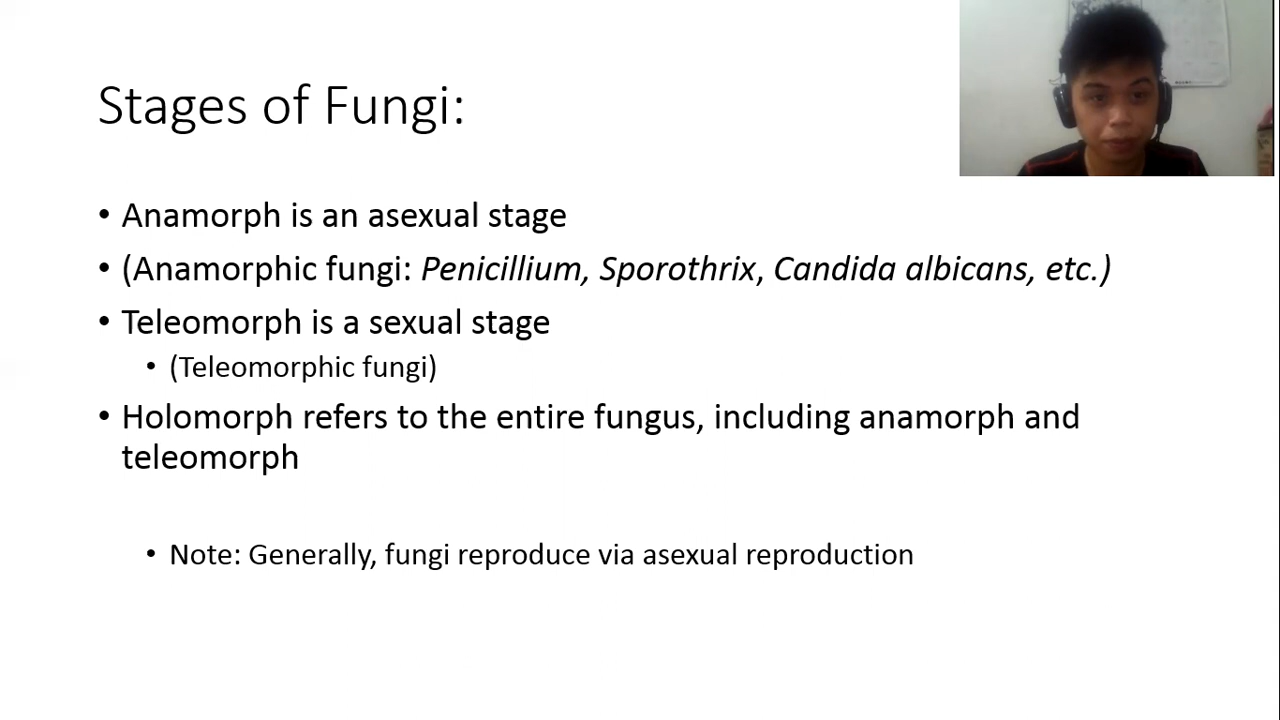 Stages of Fungi:
• Anamorph is an asexual stage
• (Anamorphic fungi: Penicillium, Sporothrix, Candida albicans, etc.)
• Teleomorph is a sexual stage
• (Teleomorphic fungi)
• Holomorph refers to the entire fungus, including anamorph and
teleomorph
• Note: Generally, fungi reproduce via asexual reproduction